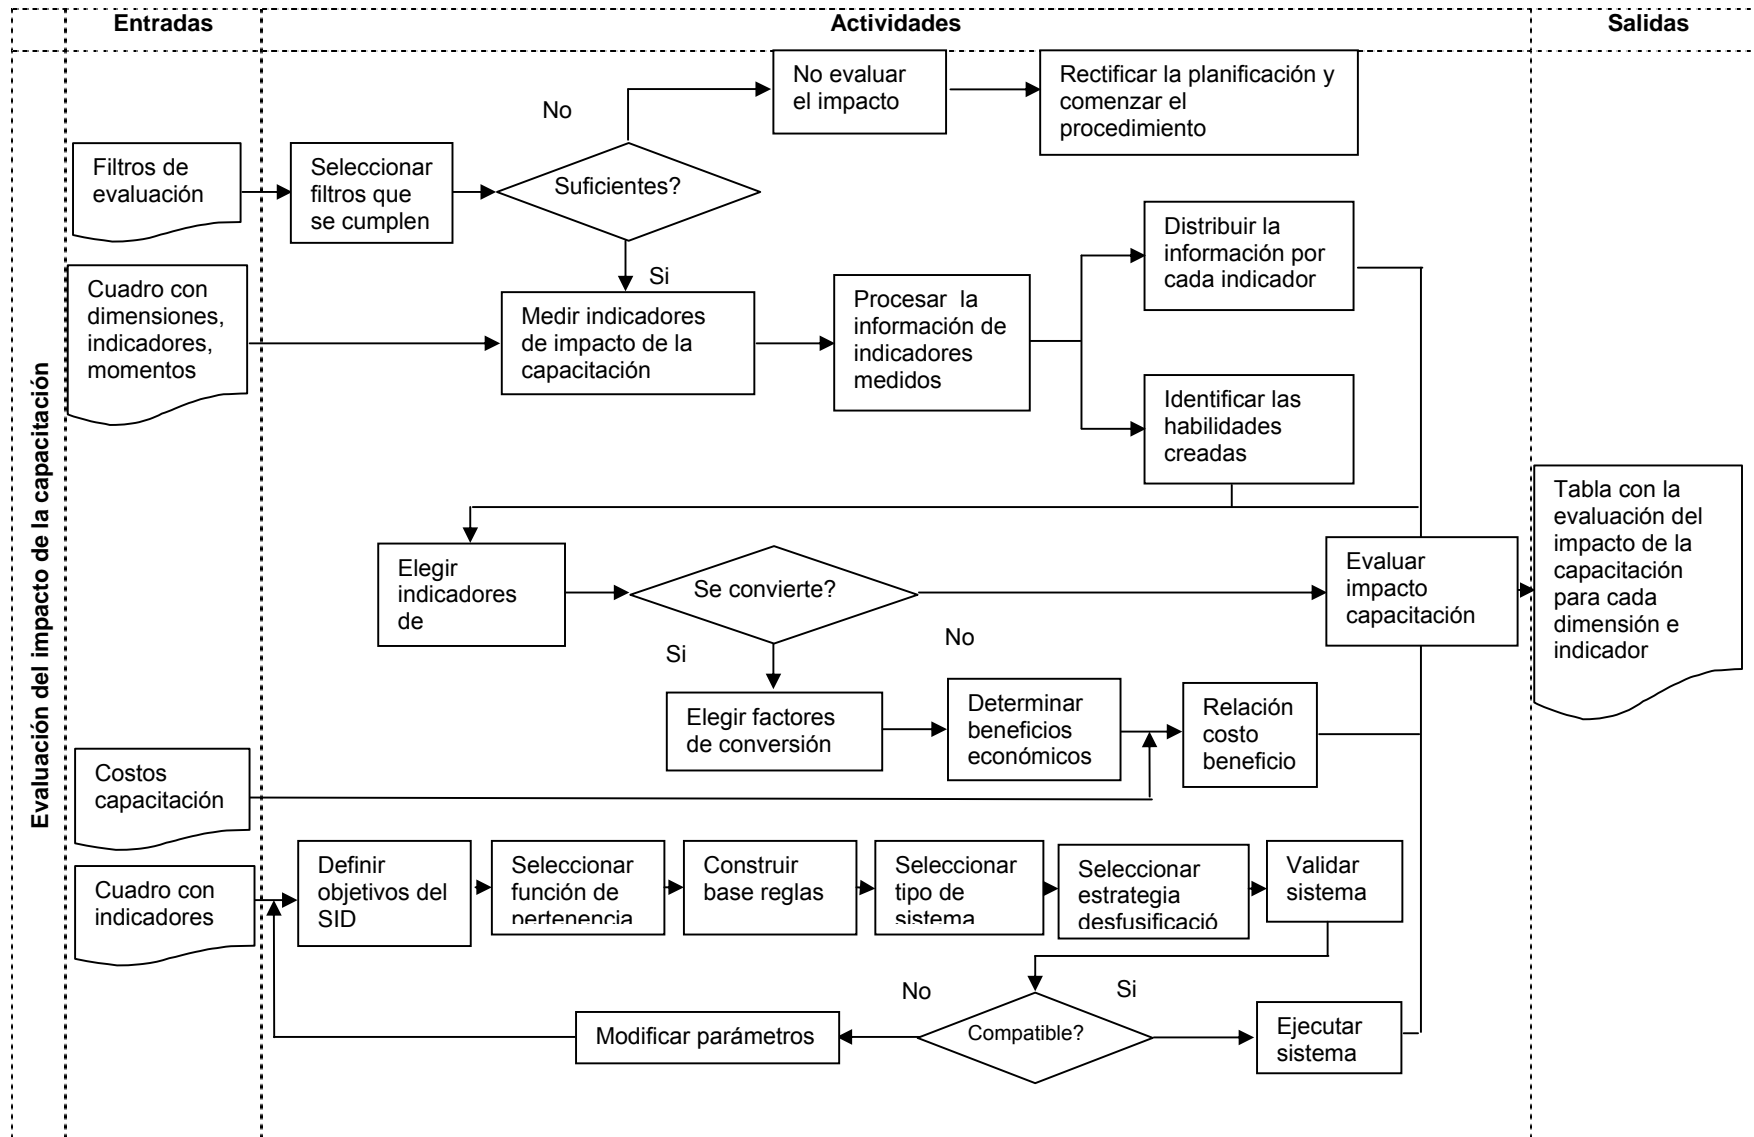 Entradas
Actividades
Salidas
Evaluación del impacto de la capacitación
No evaluar
el impacto
Rectificar la planificación y
comenzar el
procedimiento
No
Filtros de
evaluación
Seleccionar
filtros que
se cumplen
Suficientes?
Si
Distribuir la
información por
cada indicador
Cuadro con
dimensiones,
indicadores,
momentos
Medir indicadores
de impacto de la
capacitación
Procesar la
información de
indicadores
medidos
Identificar las
habilidades
creadas
Tabla con la
evaluación del
impacto de la
capacitación
para cada
dimensión e
indicador
Elegir
indicadores
de
Se convierte?
Evaluar
impacto
capacitación
No
Si
Elegir factores
de conversión
Determinar
beneficios
económicos
Relación
costo
beneficio
Costos
capacitación
Cuadro con
indicadores
Definir
objetivos del
SID
Seleccionar
función de
pertenencia
Construir
base reglas
Seleccionar
tipo de
sistema
Seleccionar
estrategia
desfusificació
Validar
sistema
No
Si
Modificar parámetros
Compatible?
Ejecutar
sistema